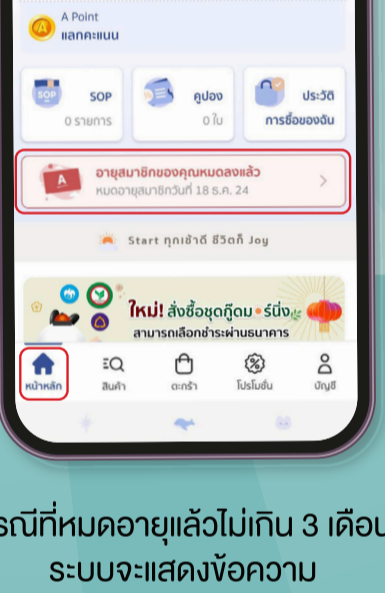 A Point
แลกคะแนน
SOP
SOP
0 รายการ
คูปอง
0 ใบ
ประวัติ
การซื้อของฉัน
A
อายุสมาชิกของคุณหมดลงแล้ว
หมดอายุสมาชิกวันที่ 18 ธ.ค. 24
Start ทุกเช้าดี ชีวิตก็ Joy
ใหม่! สั่งซื้อชุดกู๊ดม ร์นิ่ง
สามารถเลือกชำระผ่านธนาคาร
หน้าหลัก
สินค้า
ตะกร้า
โปรโมชั่น
บัญชี
รณีที่หมดอายุแล้วไม่เกิน 3 เดือน
ระบบจะแสดงข้อความ